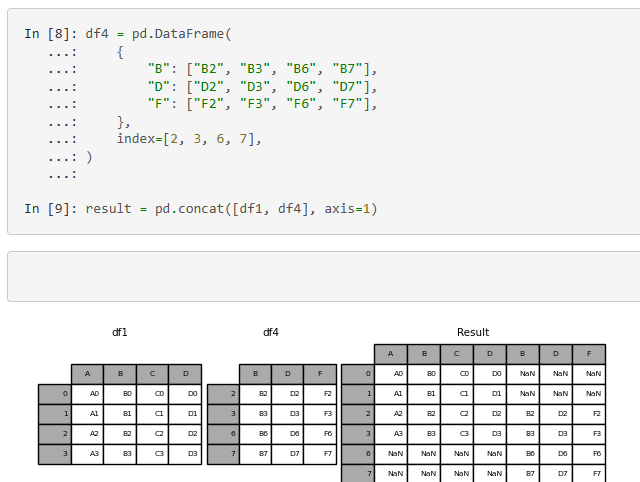 In [8]: df4 = pd.DataFrame(
   ...:     {
   ...:         "B": ["B2", "B3", "B6", "B7"],
   ...:         "D": ["D2", "D3", "D6", "D7"],
   ...:         "F": ["F2", "F3", "F6", "F7"],
   ...:     },
   ...:     index=[2, 3, 6, 7],
   ...: )
   ...:
In [9]: result = pd.concat([df1, df4], axis=1)
df1
A B C D
0 A0 B0 C0 D0
1 A1 B1 C1 D1
2 A2 B2 C2 D2
3 A3 B3 C3 D3
df4
B D F
2 B2 D2 F2
3 B3 D3 F3
6 B6 D6 F6
7 B7 D7 F7
Result
A B C D B D F
0 A0 B0 C0 D0 NaN NaN NaN
1 A1 B1 C1 D1 NaN NaN NaN
2 A2 B2 C2 D2 B2 D2 F2
3 A3 B3 C3 D3 B3 D3 F3
6 NaN NaN NaN NaN B6 D6 F6
7 NaN NaN NaN NaN B7 D7 F7